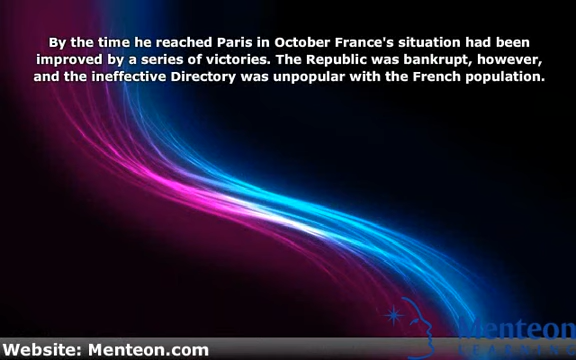 By the time he reached Paris in October France's situation had been
improved by a series of victories. The Republic was bankrupt, however,
and the ineffective Directory was unpopular with the French population.
Menteon
LEARNING
Website: Menteon.com